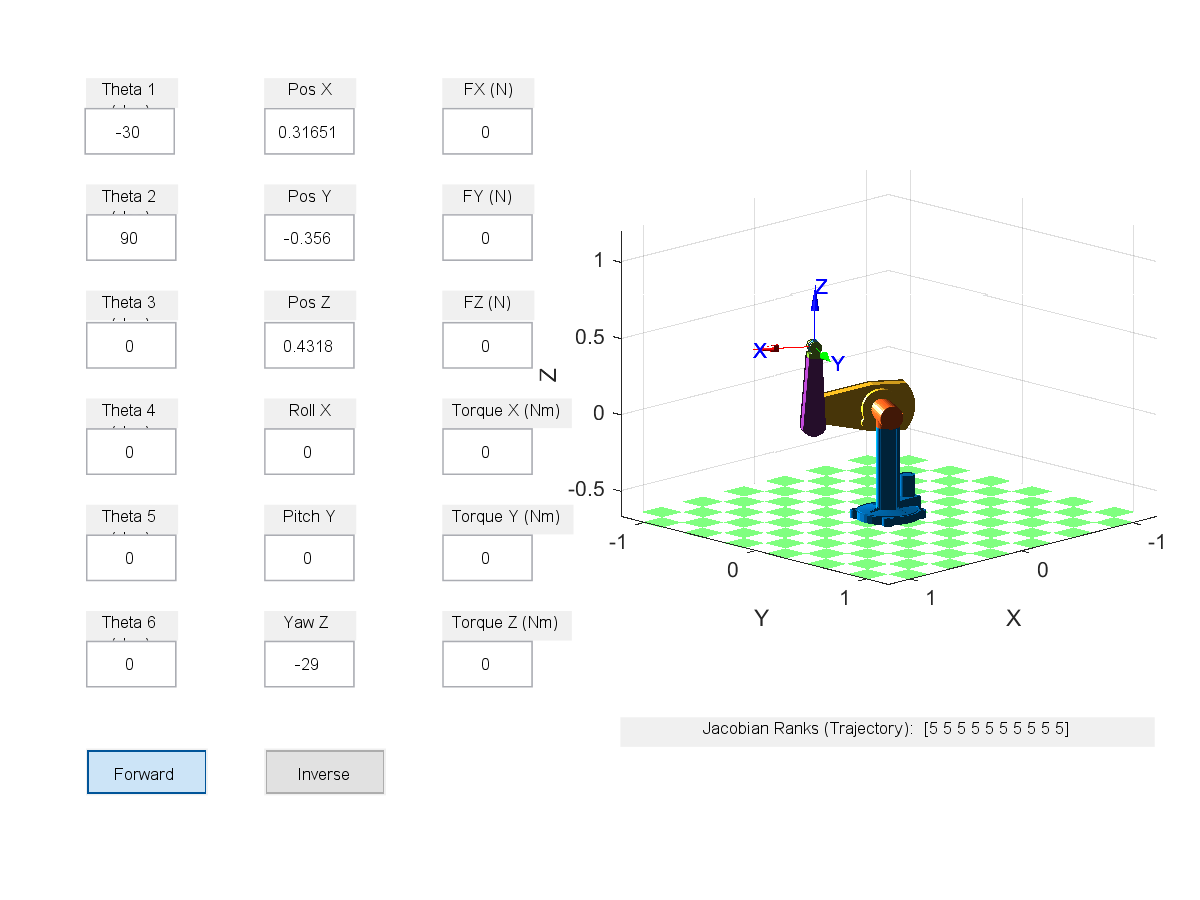 Theta 1
-30
Pos X
0.31651
FX (N)
0
Theta 2
90
Pos Y
-0.356
FY (N)
0
Theta 3
0
Pos Z
0.4318
FZ (N)
0
Theta 4
0
Roll X
0
Torque X (Nm)
0
Theta 5
0
Pitch Y
0
Torque Y (Nm)
0
Theta 6
0
Yaw Z
-29
Torque Z (Nm)
0
Forward
Inverse
1
0.5
0
-0.5
Z
Z
X
Y
-1
0
1
Y
1
0
-1
X
Jacobian Ranks (Trajectory): [5 5 5 5 5 5 5 5 5 5]